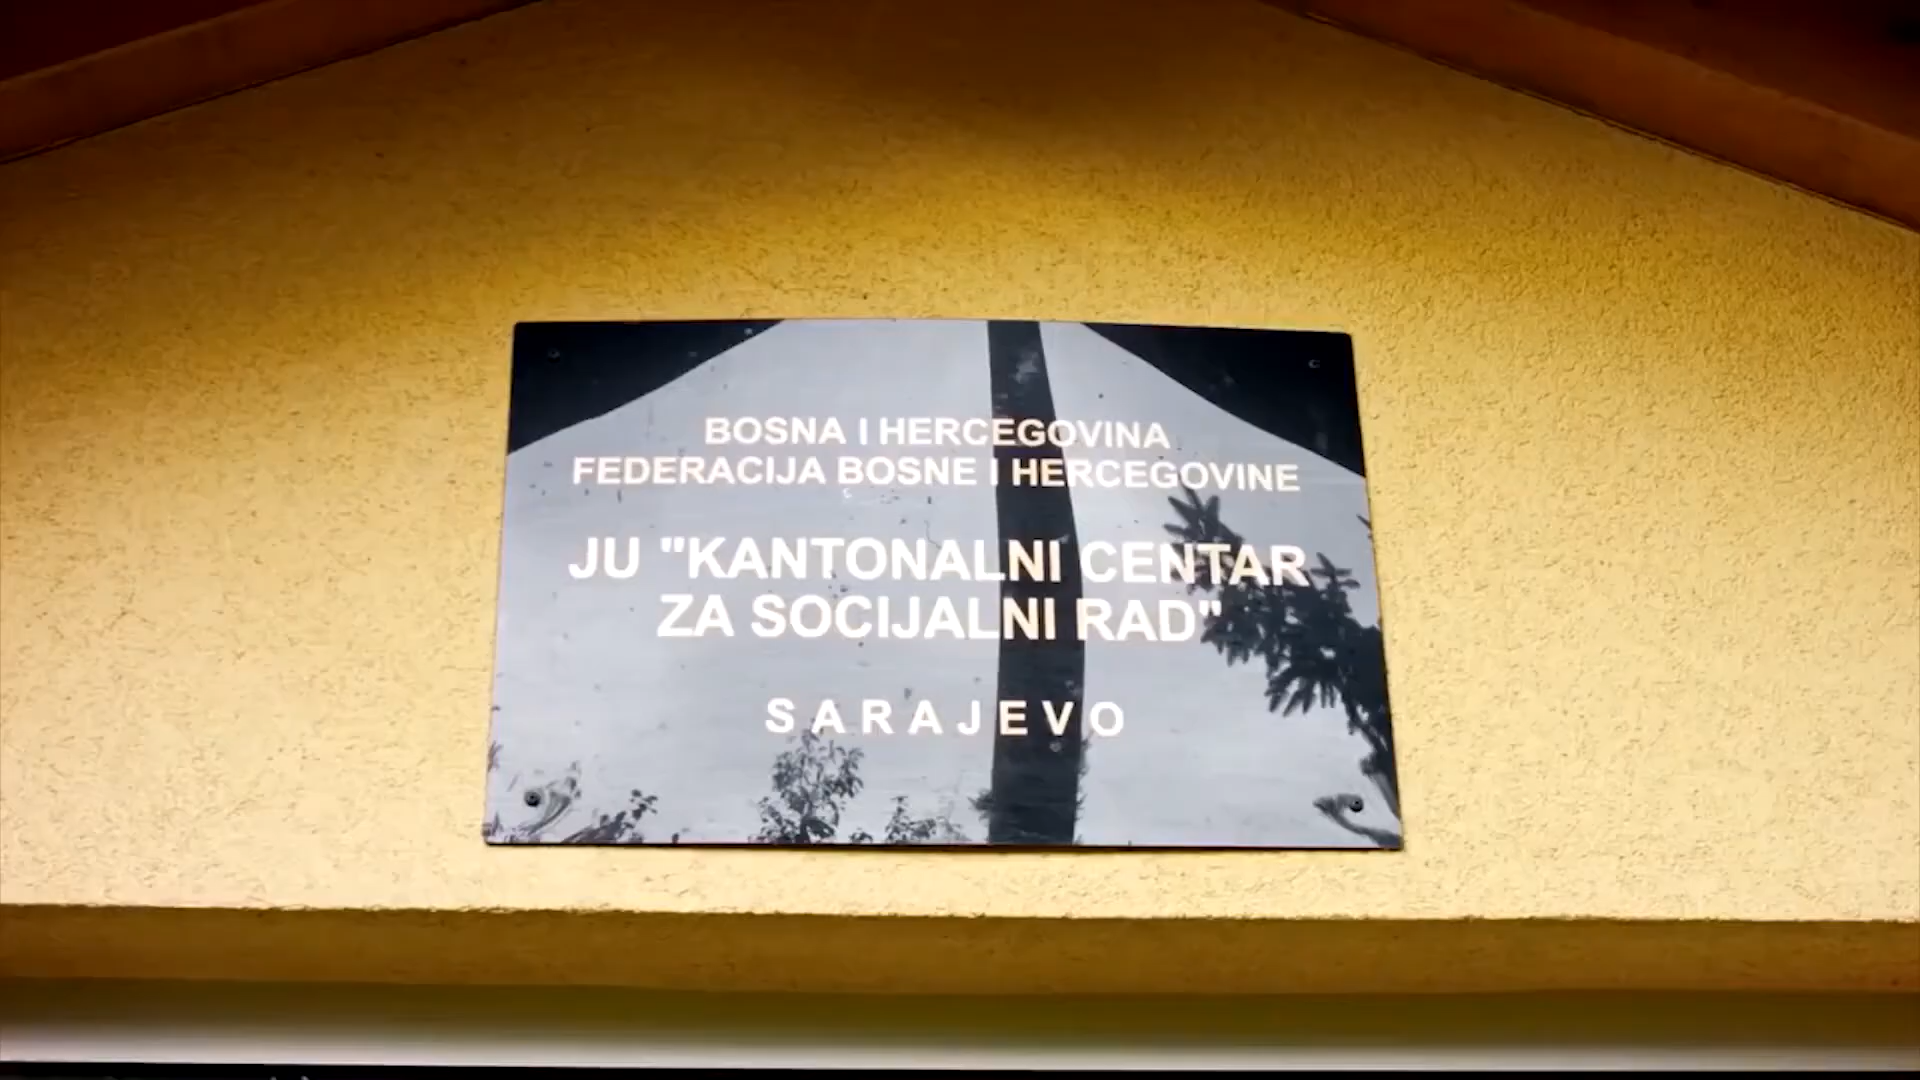 BOSNA I HERCEGOVINA
FEDERACIJA BOSNE I HERCEGOVINE
JU "KANTONALNI CENTAR
ZA SOCIJALNI RAD"
SARAJEVO